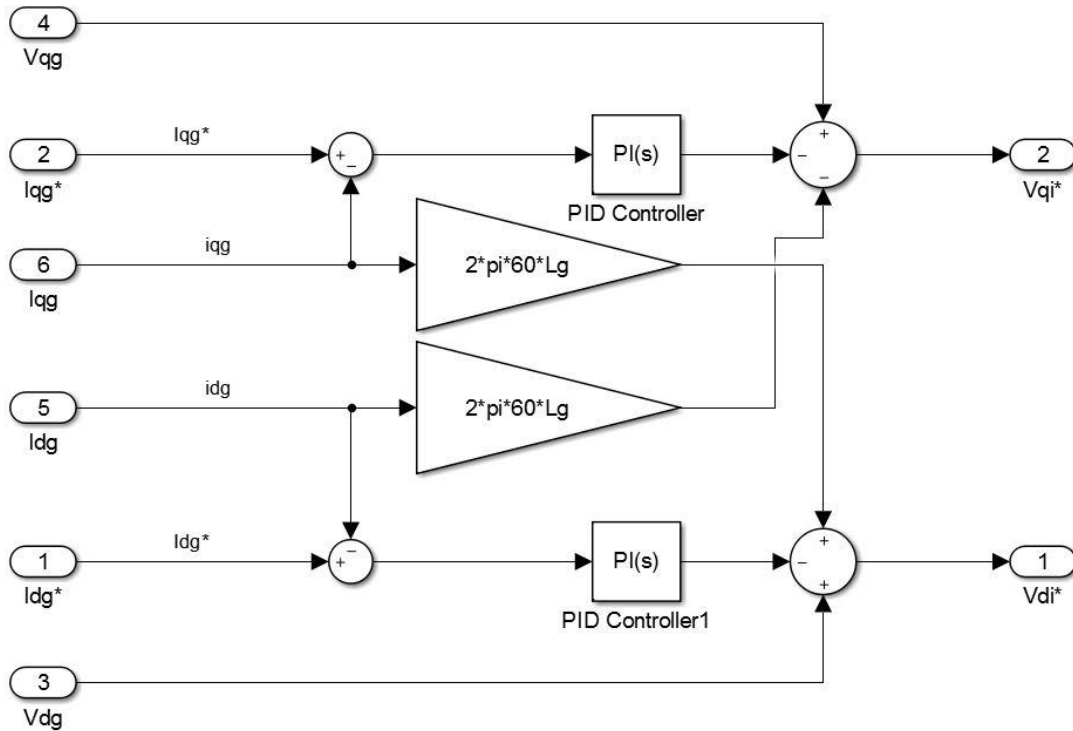 4
Vqg
Iqg*
2
Iqg*
+
−
PI(s)
PID Controller
+
−
−
2
Vqi*
iqg
6
Iqg
2*pi*60*Lg
idg
5
Idg
2*pi*60*Lg
Idg*
1
Idg*
−
+
PI(s)
PID Controller1
+
−
+
1
Vdi*
3
Vdg